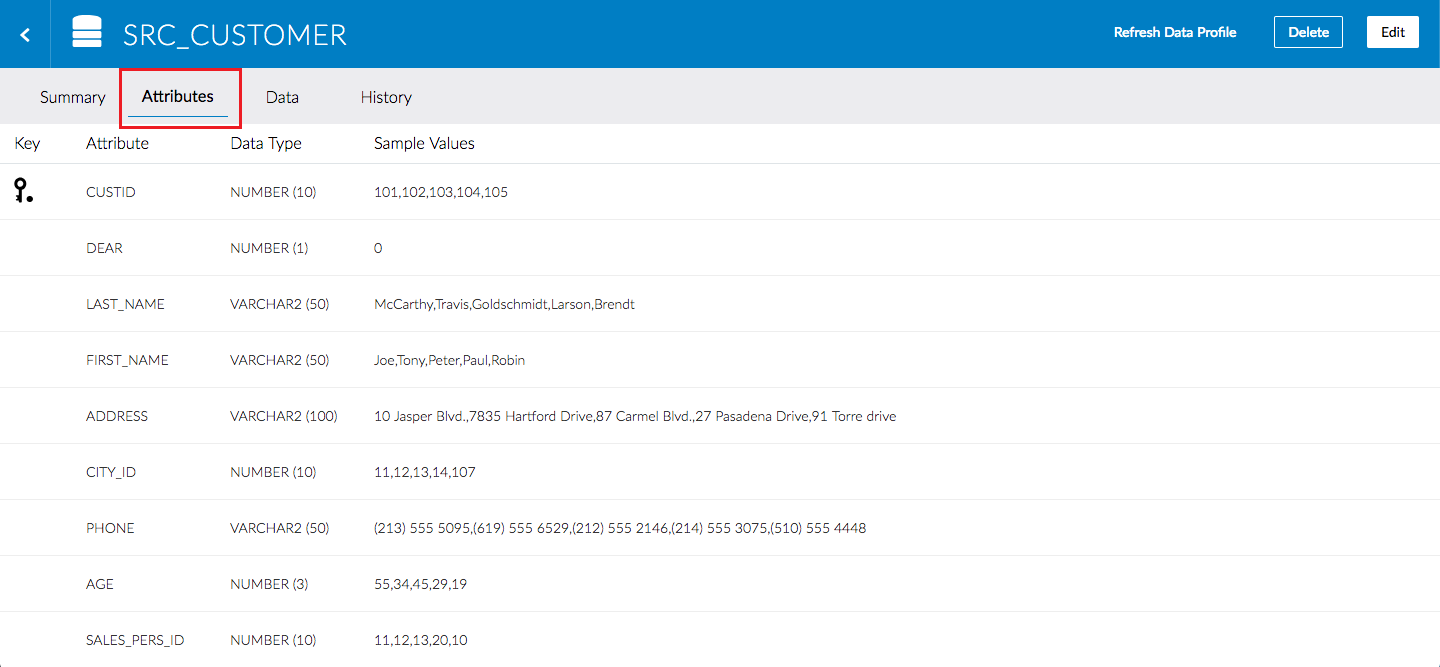 SRC_CUSTOMER Refresh Data Profile Delete Edit
Summary Attributes Data History
Key Attribute Data Type Sample Values
CUSTID NUMBER (10) 101,102,103,104,105
DEAR NUMBER (1) 0
LAST_NAME VARCHAR2 (50) McCarthy,Travis,Goldschmidt,Larson,Brendt
FIRST_NAME VARCHAR2 (50) Joe,Tony,Peter,Paul,Robin
ADDRESS VARCHAR2 (100) 10 Jasper Blvd.,7835 Hartford Drive,87 Carmel Blvd.,27 Pasadena Drive,91 Torre drive
CITY_ID NUMBER (10) 11,12,13,14,107
PHONE VARCHAR2 (50) (213) 555 5095,(619) 555 6529,(212) 555 2146,(214) 555 3075,(510) 555 4448
AGE NUMBER (3) 55,34,45,29,19
SALES_PERS_ID NUMBER (10) 11,12,13,20,10